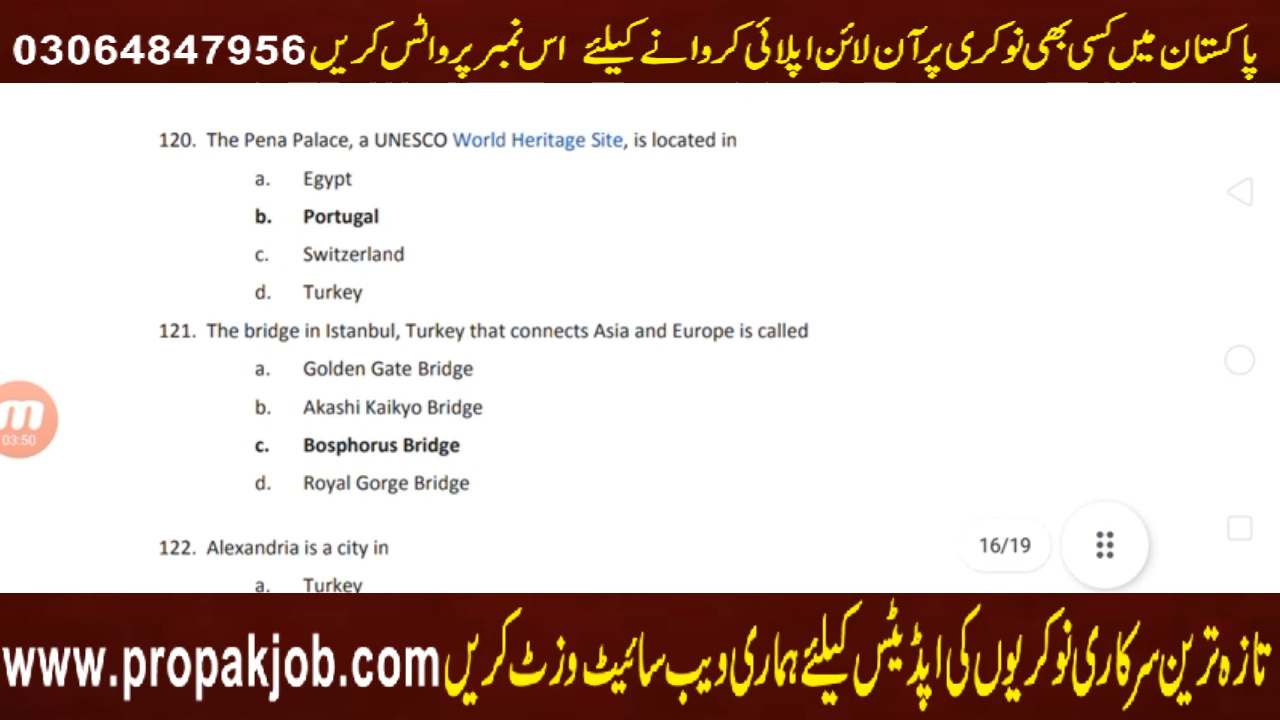 پاکستان میں کسی بھی نوکری پر آن لائن اپلائی کروانے کیلئے اس نمبر پر واٹس کریں 03064847956
120. The Pena Palace, a UNESCO World Heritage Site, is located in
a. Egypt
b. Portugal
c. Switzerland
d. Turkey
121. The bridge in Istanbul, Turkey that connects Asia and Europe is called
a. Golden Gate Bridge
b. Akashi Kaikyo Bridge
c. Bosphorus Bridge
d. Royal Gorge Bridge
03:50
122. Alexandria is a city in
16/19
a. Turkey
تازہ ترین سرکاری نوکریوں کی اپڈیٹس کیلئے ہماری ویب سائیٹ وزٹ کریں www.propakjob.com